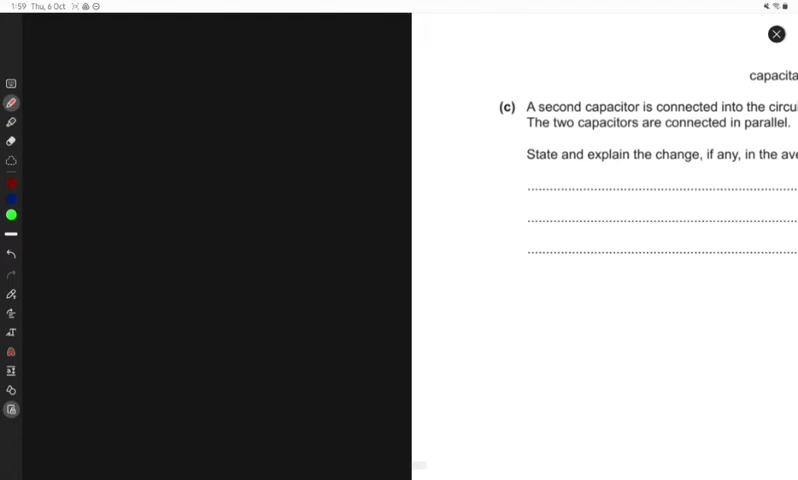 1:59 Thu, 6 Oct
capacita
(c) A second capacitor is connected into the circu
The two capacitors are connected in parallel.
State and explain the change, if any, in the ave